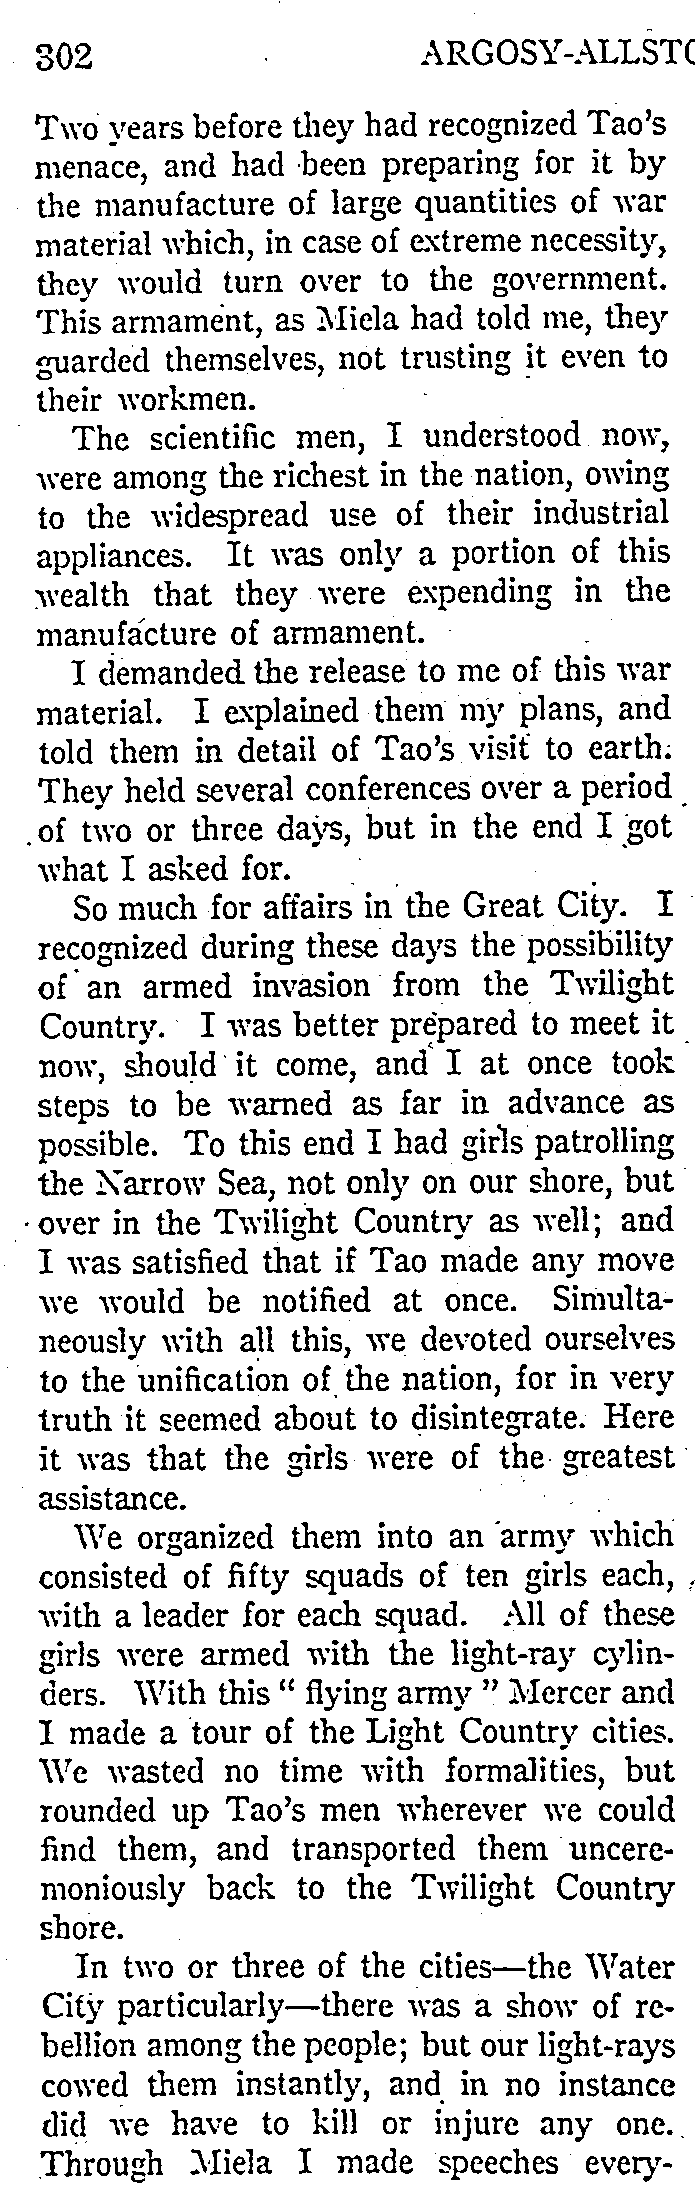 302 ARGOSY-ALLSTO
Two years before they had recognized Tao's
menace, and had been preparing for it by
the manufacture of large quantities of war
material which, in case of extreme necessity,
they would turn over to the government.
This armament, as Miela had told me, they
guarded themselves, not trusting it even to
their workmen.
The scientific men, I understood now,
were among the richest in the nation, owing
to the widespread use of their industrial
appliances. It was only a portion of this
wealth that they were expending in the
manufacture of armament.
I demanded the release to me of this war
material. I explained them my plans, and
told them in detail of Tao's visit to earth.
They held several conferences over a period
of two or three days, but in the end I got
what I asked for.
So much for affairs in the Great City. I
recognized during these days the possibility
of an armed invasion from the Twilight
Country. I was better prepared to meet it
now, should it come, and I at once took
steps to be warned as far in advance as
possible. To this end I had girls patrolling
the Narrow Sea, not only on our shore, but
over in the Twilight Country as well; and
I was satisfied that if Tao made any move
we would be notified at once. Simulta-
neously with all this, we devoted ourselves
to the unification of the nation, for in very
truth it seemed about to disintegrate. Here
it was that the girls were of the greatest
assistance.
We organized them into an army which
consisted of fifty squads of ten girls each,
with a leader for each squad. All of these
girls were armed with the light-ray cylin-
ders. With this " flying army " Mercer and
I made a tour of the Light Country cities.
We wasted no time with formalities, but
rounded up Tao's men wherever we could
find them, and transported them uncere-
moniously back to the Twilight Country
shore.
In two or three of the cities—the Water
City particularly—there was a show of re-
bellion among the people; but our light-rays
cowed them instantly, and in no instance
did we have to kill or injure any one.
Through Miela I made speeches every-